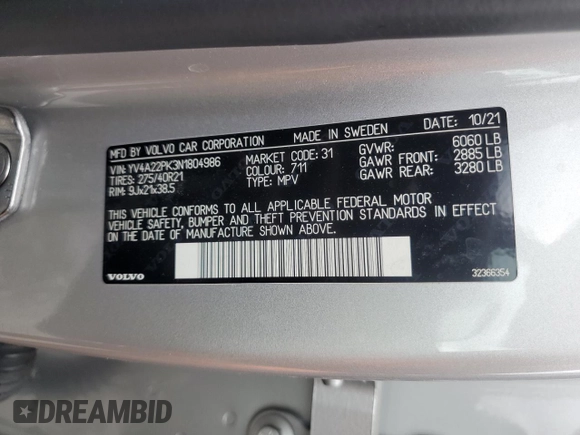 MFD BY VOLVO CAR CORPORATION MADE IN SWEDEN DATE: 10/21
VIN: YV4A22PK3N1804986 MARKET CODE: 31 GVWR: 6060 LB
TIRES: 275/40R21 COLOUR: 711 GAWR FRONT: 2885 LB
RIM: 9Jx21x38.5 TYPE: MPV GAWR REAR: 3280 LB
THIS VEHICLE CONFORMS TO ALL APPLICABLE FEDERAL MOTOR
VEHICLE SAFETY, BUMPER AND THEFT PREVENTION STANDARDS IN EFFECT
ON THE DATE OF MANUFACTURE SHOWN ABOVE.
VOLVO 32366354
DREAMBID